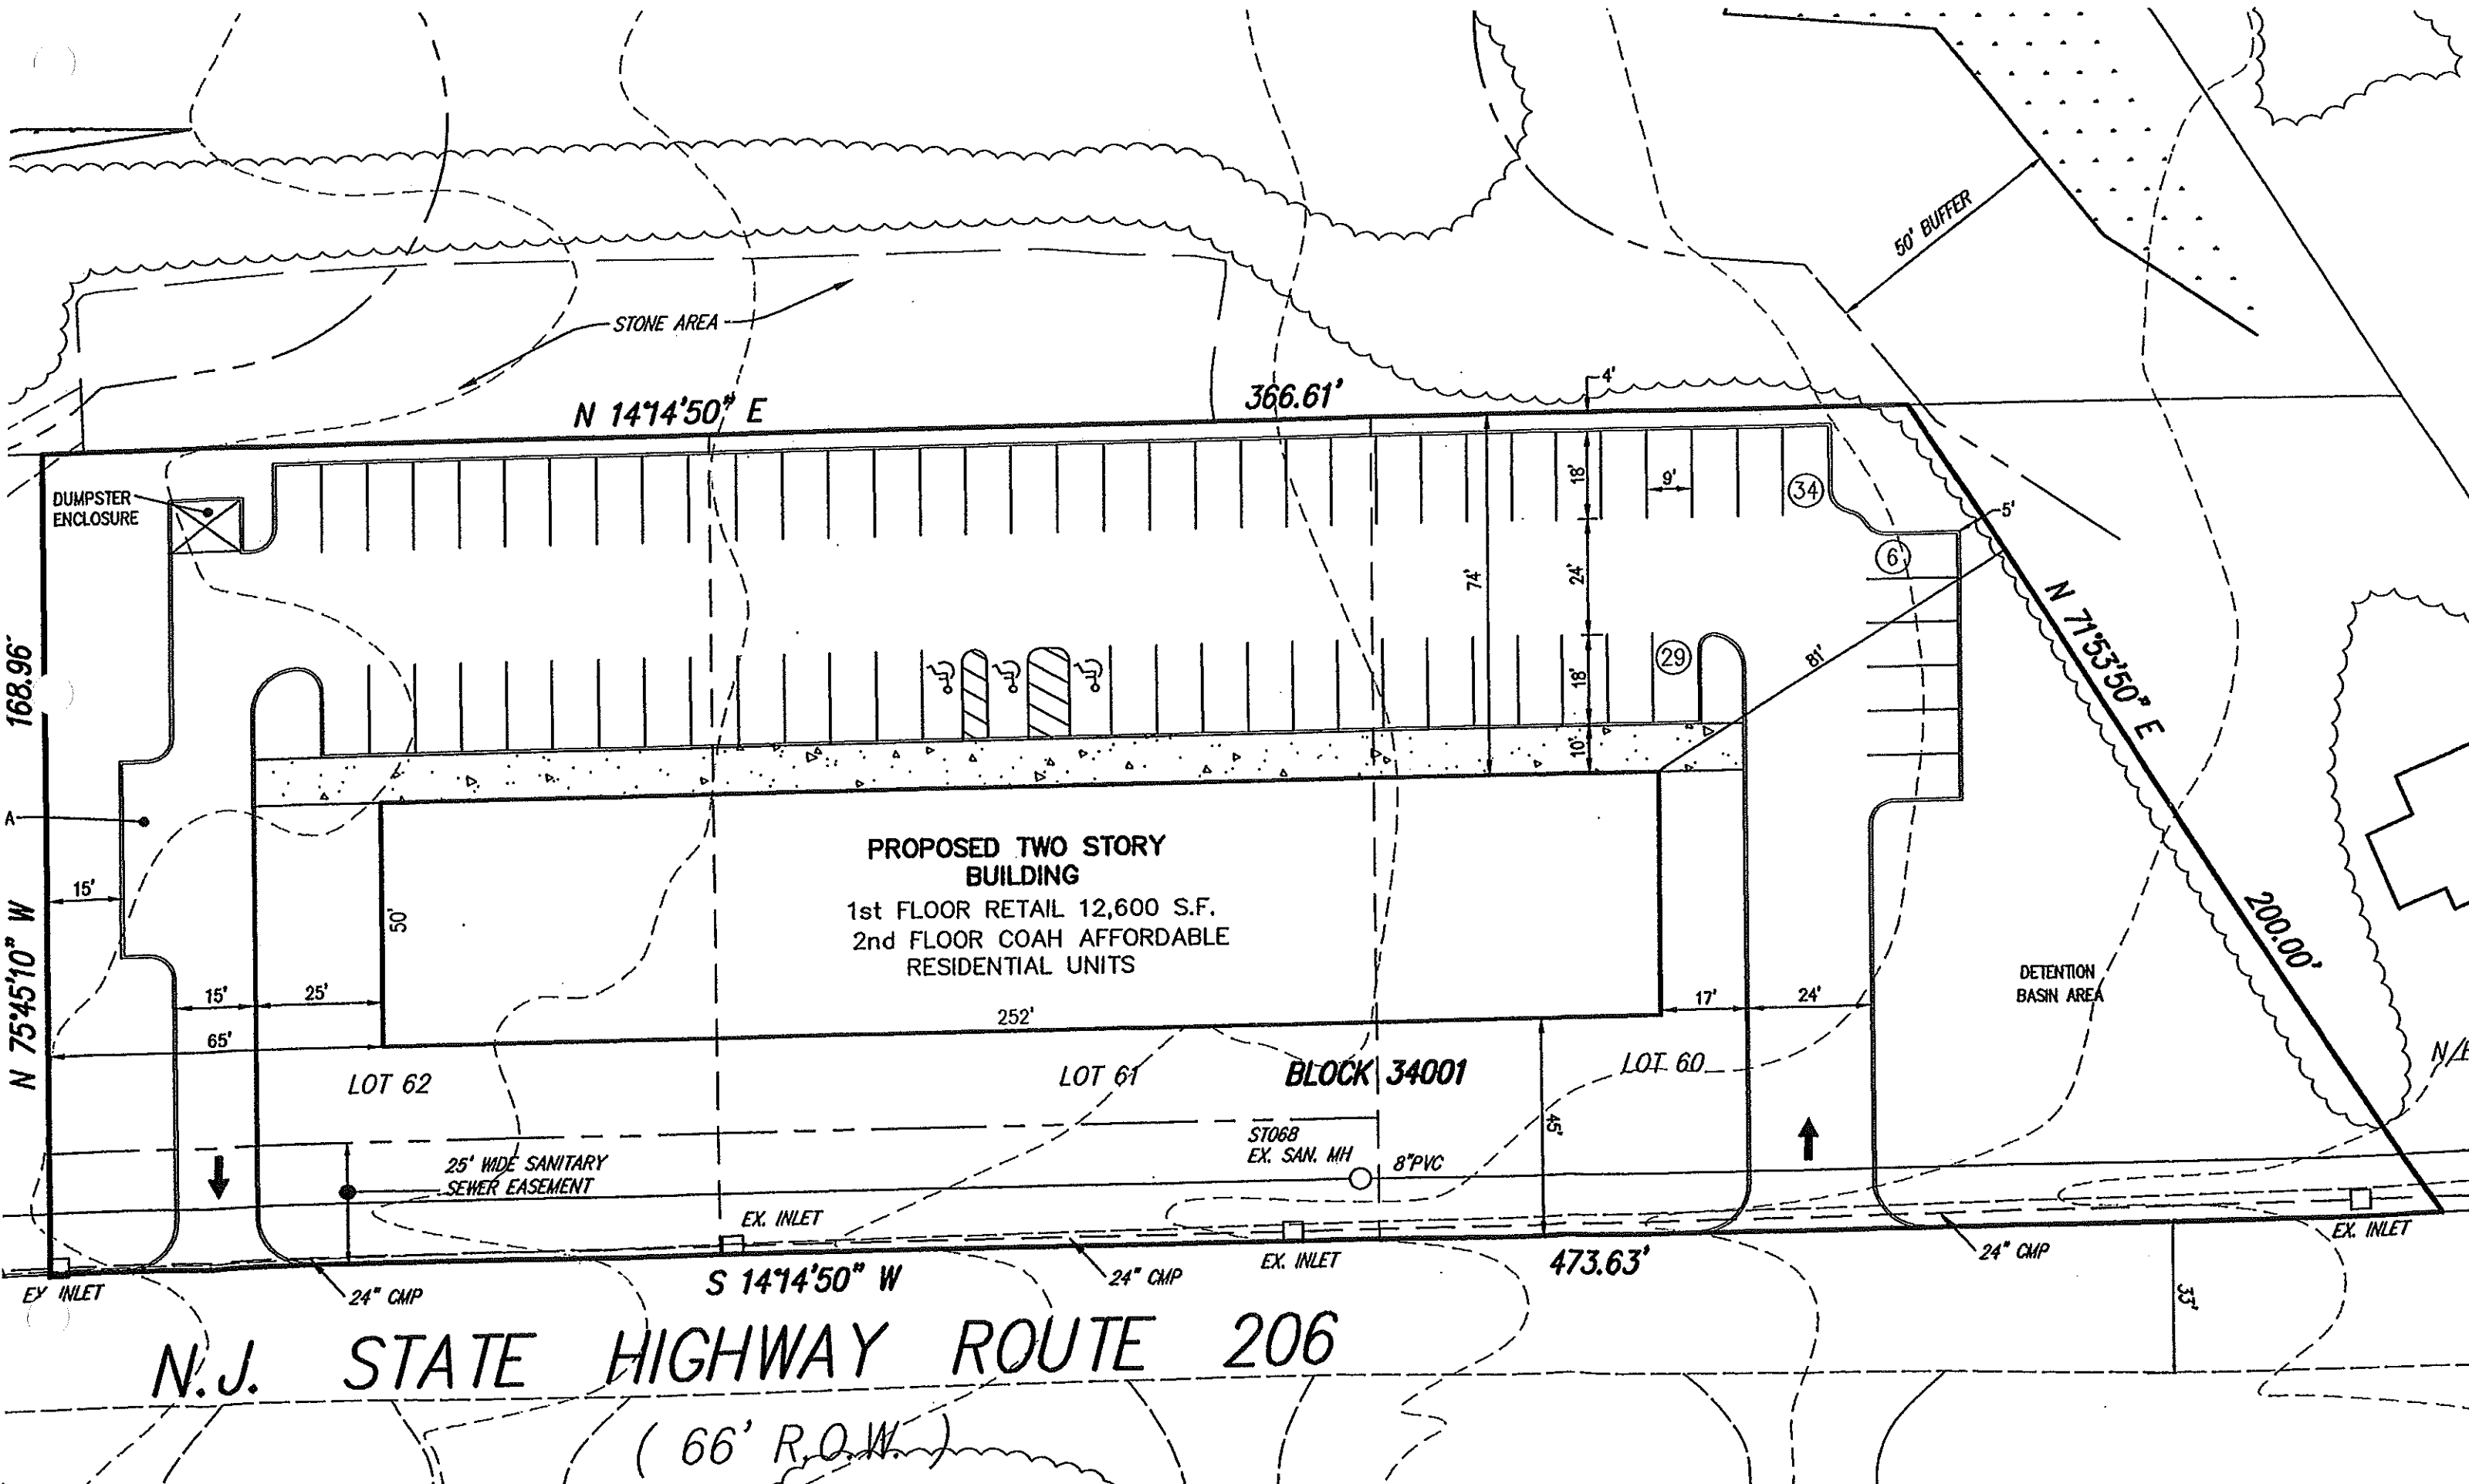 50' BUFFER
STONE AREA
4'
N 14°14'50" E
366.61'
DUMPSTER
ENCLOSURE
18'
9'
34
5'
6
74'
24'
29
18'
81'
10'
N 71°53'50" E
200.00'
168.96'
N 75°45'10" W
A
15'
50'
PROPOSED TWO STORY
BUILDING
1st FLOOR RETAIL 12,600 S.F.
2nd FLOOR COAH AFFORDABLE
RESIDENTIAL UNITS
DETENTION
BASIN AREA
15'
25'
252'
17'
24'
65'
LOT 62
LOT 61
BLOCK 34001
LOT 60
45'
25' WIDE SANITARY
SEWER EASEMENT
ST068
EX. SAN. MH
8"PVC
EX. INLET
EX. INLET
EX. INLET
EX INLET
24" CMP
24" CMP
24" CMP
S 14°14'50" W
473.63'
33'
N.J. STATE HIGHWAY ROUTE 206
( 66' R.O.W. )